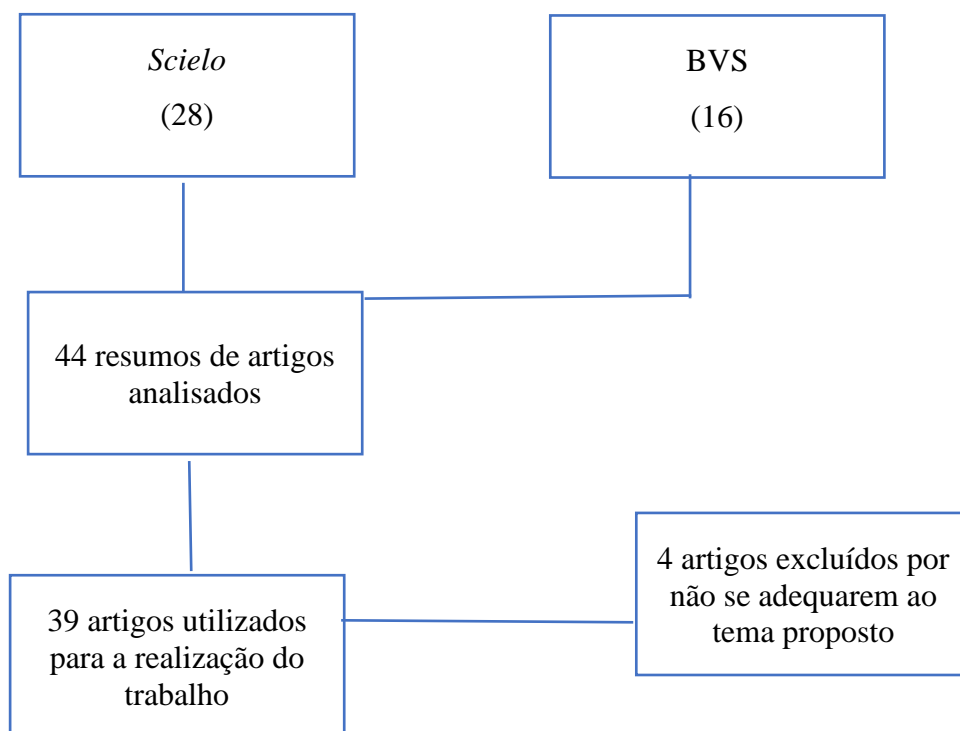 Scielo
(28)
BVS
(16)
44 resumos de artigos
analisados
39 artigos utilizados
para a realização do
trabalho
4 artigos excluídos por
não se adequarem ao
tema proposto